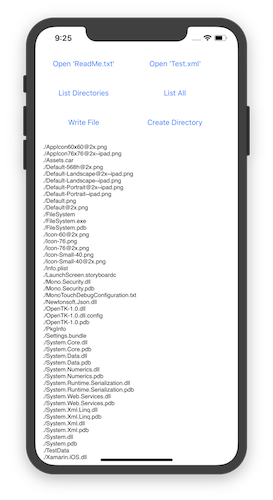 9:25
Open 'ReadMe.txt' Open 'Test.xml'
List Directories List All
Write File Create Directory
./AppIcon60x60@2x.png
./AppIcon76x76@2x~ipad.png
./Assets.car
./Default-568h@2x.png
./Default-Landscape@2x~ipad.png
./Default-Landscape~ipad.png
./Default-Portrait@2x~ipad.png
./Default-Portrait~ipad.png
./Default.png
./Default@2x.png
./FileSystem
./FileSystem.exe
./FileSystem.pdb
./Icon-60@2x.png
./Icon-76.png
./Icon-76@2x.png
./Icon-Small-40.png
./Icon-Small-40@2x.png
./Info.plist
./LaunchScreen.storyboardc
./Mono.Security.dll
./Mono.Security.pdb
./MonoTouchDebugConfiguration.txt
./Newtonsoft.Json.dll
./OpenTK-1.0.dll
./OpenTK-1.0.dll.config
./OpenTK-1.0.pdb
./PkgInfo
./Settings.bundle
./System.Core.dll
./System.Core.pdb
./System.Data.dll
./System.Data.pdb
./System.Numerics.dll
./System.Numerics.pdb
./System.Runtime.Serialization.dll
./System.Runtime.Serialization.pdb
./System.Web.Services.dll
./System.Web.Services.pdb
./System.Xml.Linq.dll
./System.Xml.Linq.pdb
./System.Xml.dll
./System.Xml.pdb
./System.dll
./System.pdb
./TestData
./Xamarin.iOS.dll